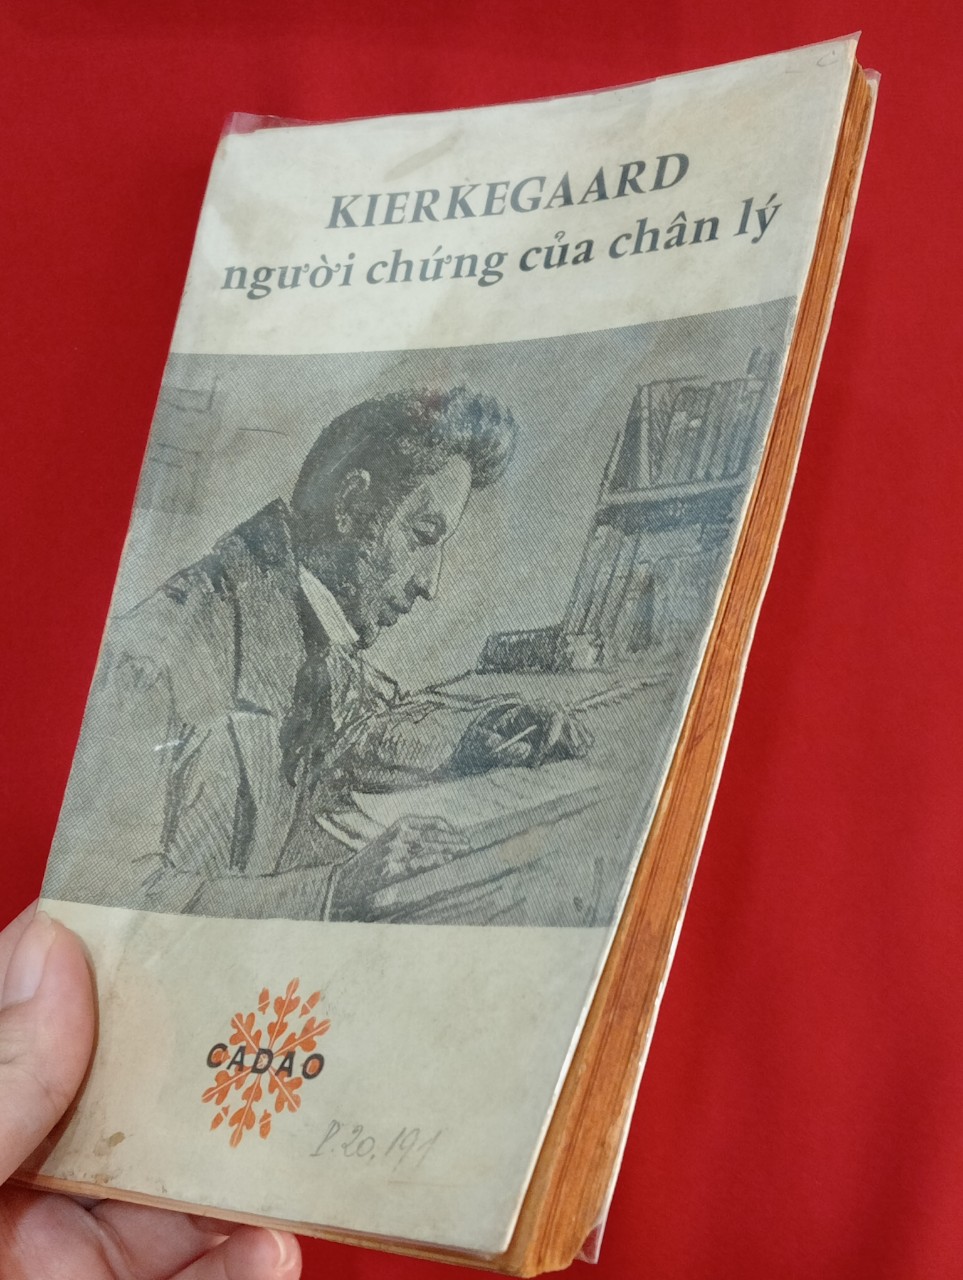 KIERKEGAARD
người chứng của chân lý
CADAO
P.20.191